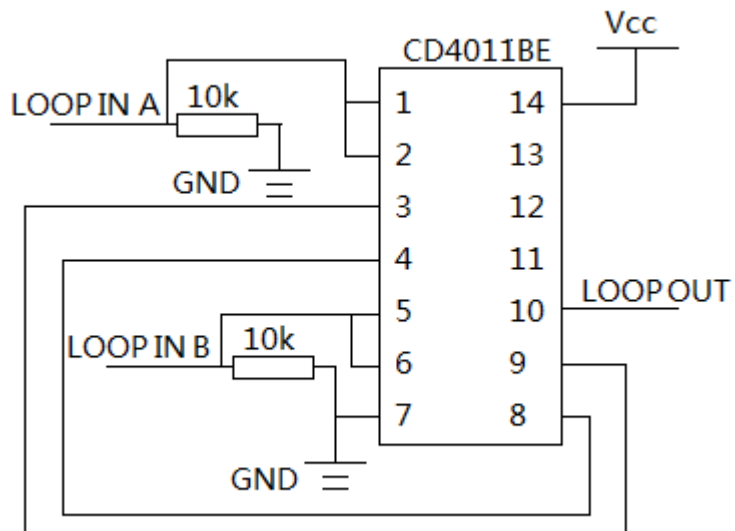 Vcc
CD4011BE
LOOP IN A
10k
1 14
2 13
GND
3 12
4 11
LOOP OUT
5 10
LOOP IN B
10k
6 9
7 8
GND